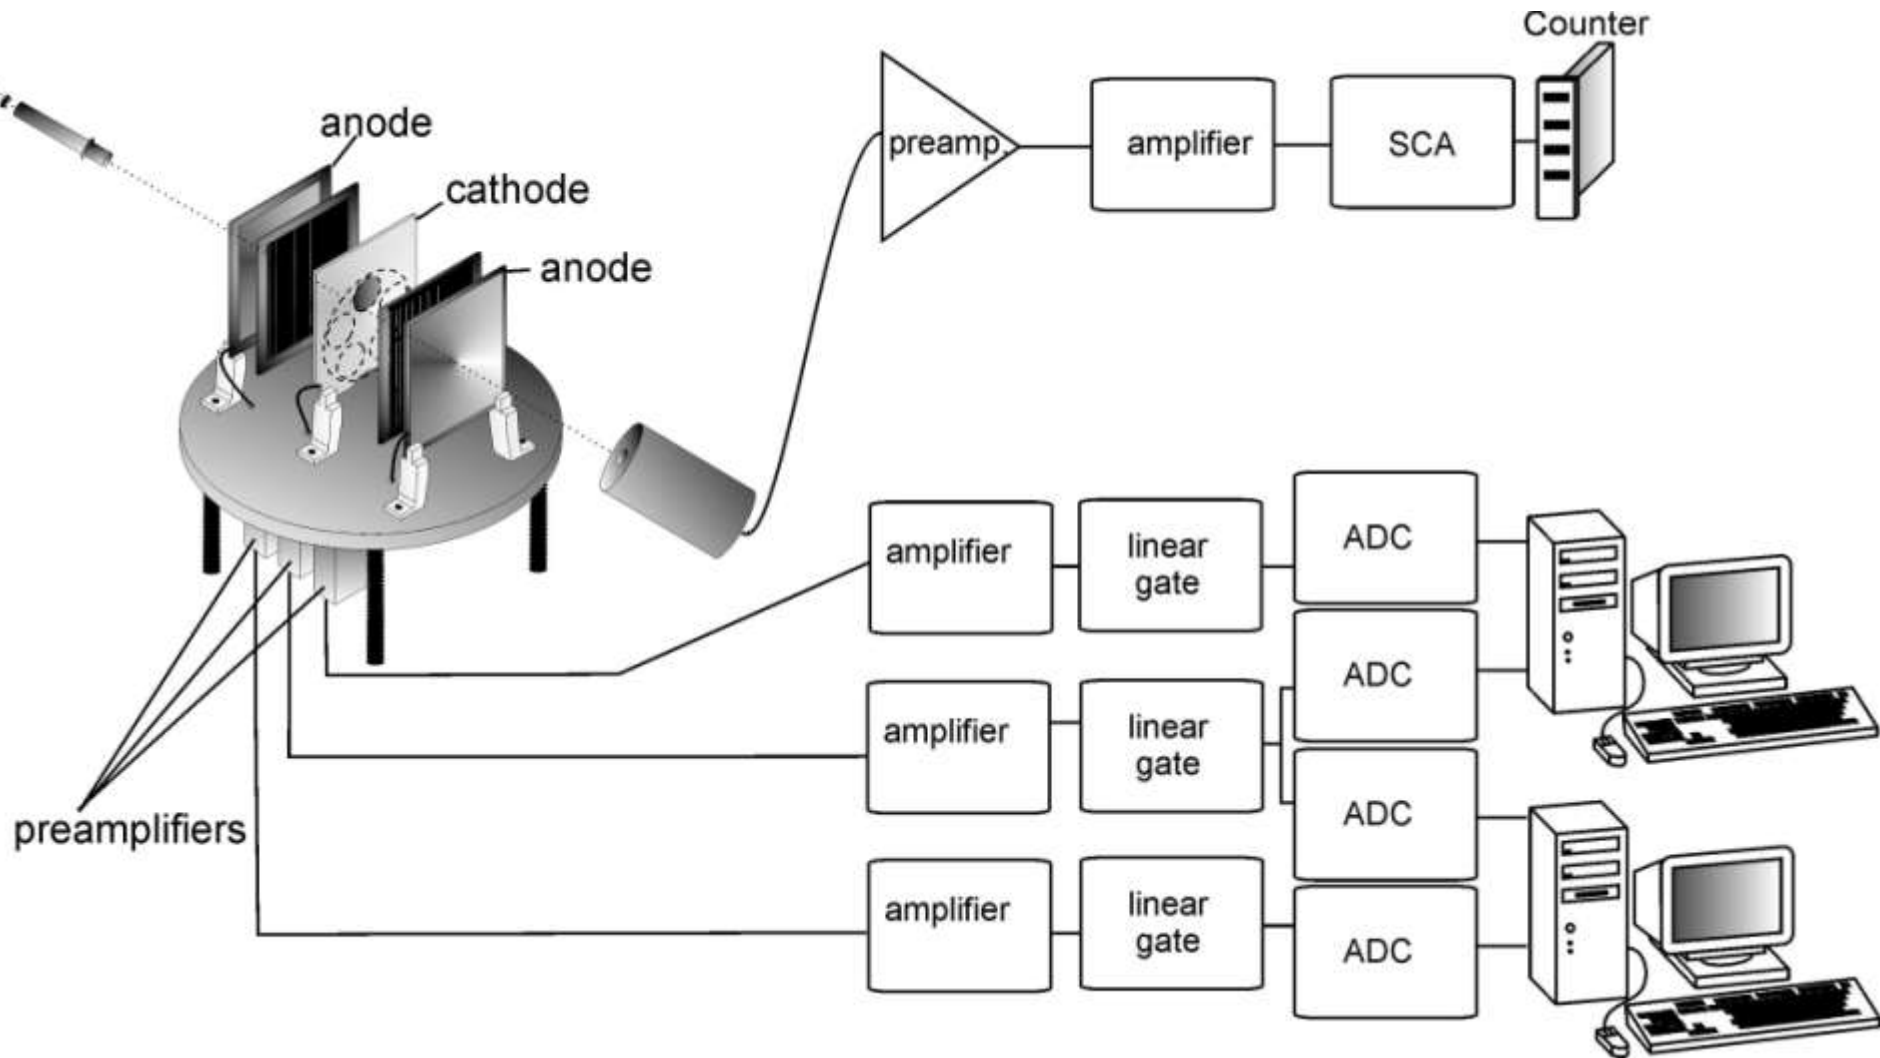 Counter
anode
preamp
amplifier
SCA
cathode
anode
amplifier
linear
gate
ADC
amplifier
linear
gate
ADC
ADC
preamplifiers
amplifier
linear
gate
ADC